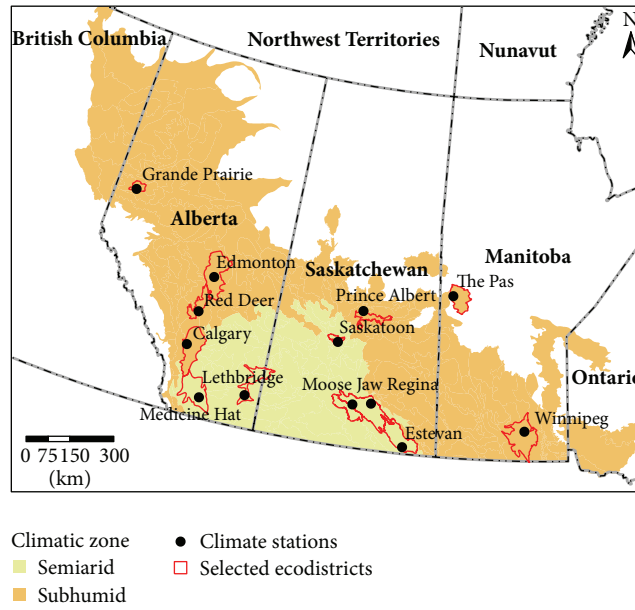 N
British Columbia
Northwest Territories
Nunavut
Grande Prairie
Alberta
Edmonton
Saskatchewan
Manitoba
The Pas
Red Deer
Prince Albert
Calgary
Saskatoon
Lethbridge
Moose Jaw Regina
Ontario
Medicine Hat
Winnipeg
Estevan
0 75 150 300
(km)
Climatic zone
Semiarid
Subhumid
Climate stations
Selected ecodistricts